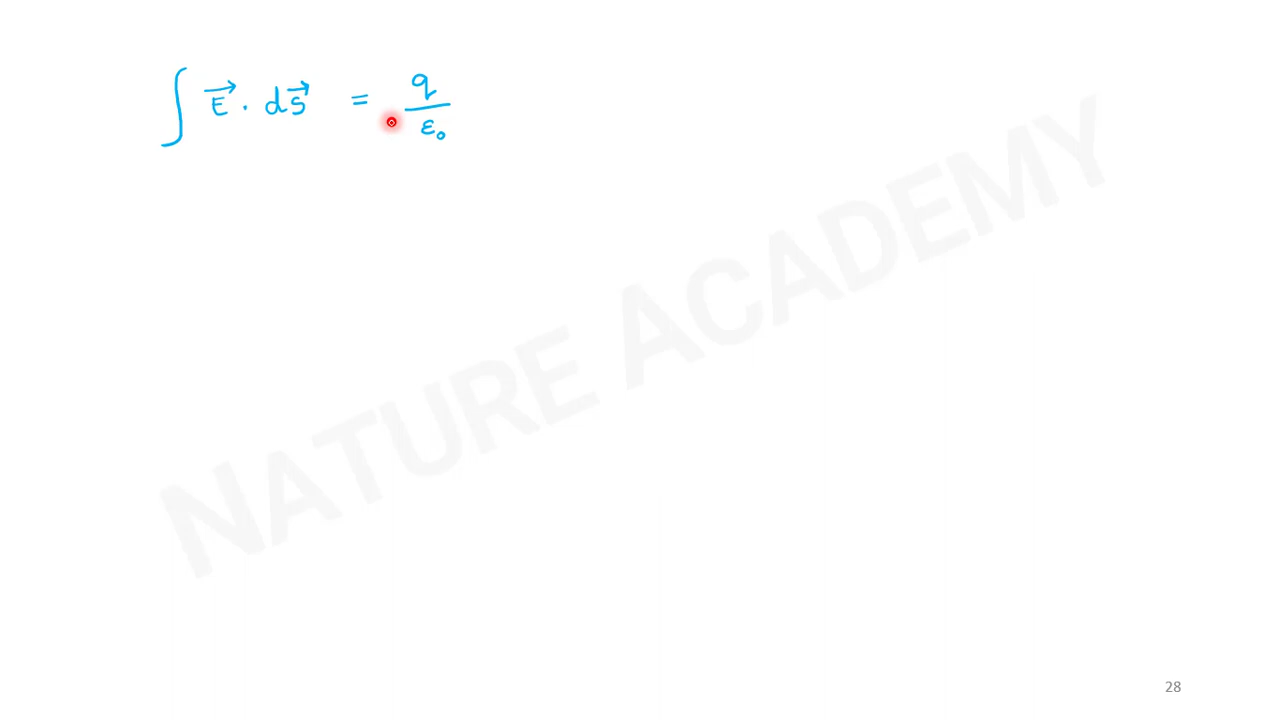 ∫ E⃗ · dS⃗ = q/ε₀
NATURE ACADEMY
28